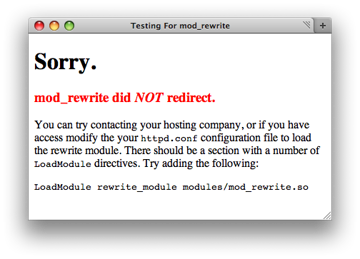 Testing For mod_rewrite
Sorry.
mod_rewrite did NOT redirect.
You can try contacting your hosting company, or if you have
access modify the your httpd.conf configuration file to load
the rewrite module. There should be a section with a number of
LoadModule directives. Try adding the following:
LoadModule rewrite_module modules/mod_rewrite.so